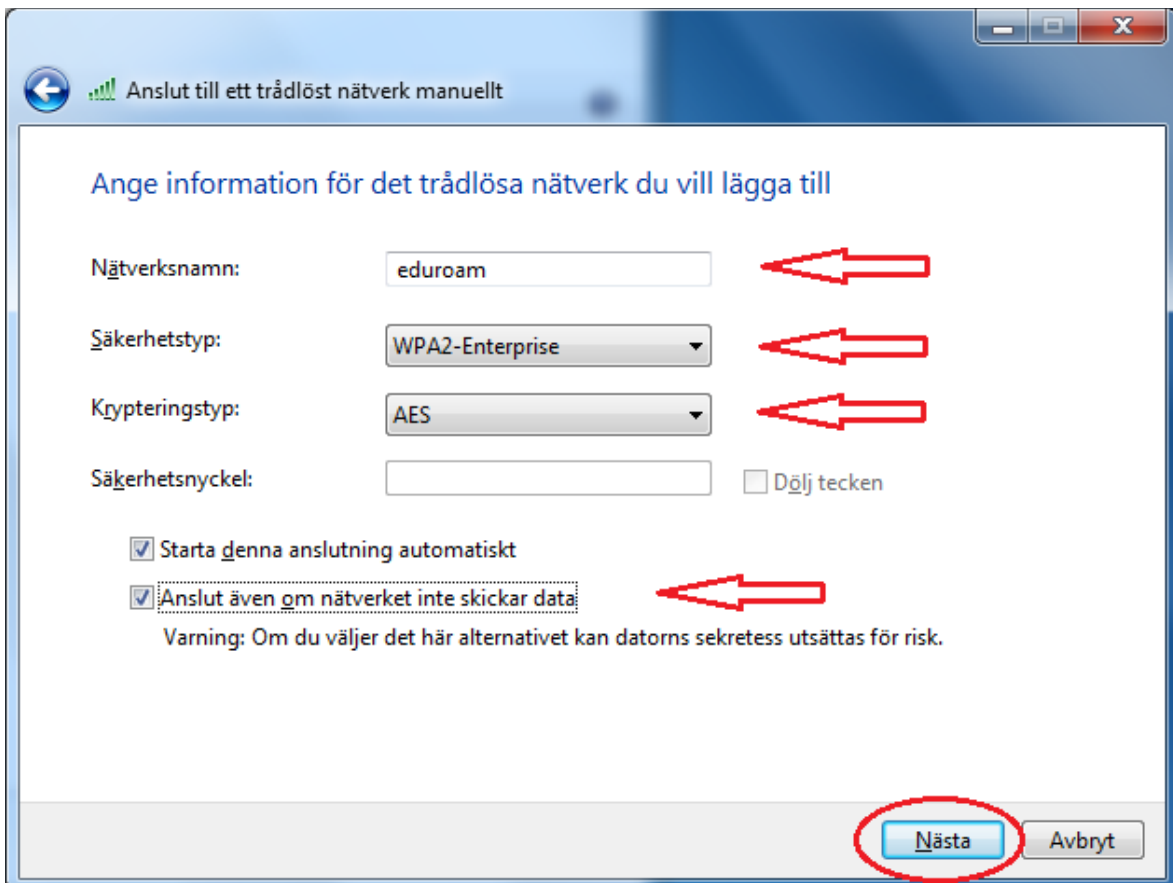 Anslut till ett trådlöst nätverk manuellt
Ange information för det trådlösa nätverk du vill lägga till
Nätverksnamn:
eduroam
Säkerhetstyp:
WPA2-Enterprise
Krypteringstyp:
AES
Säkerhetsnyckel:
Dölj tecken
Starta denna anslutning automatiskt
Anslut även om nätverket inte skickar data
Varning: Om du väljer det här alternativet kan datorns sekretess utsättas för risk.
Nästa
Avbryt